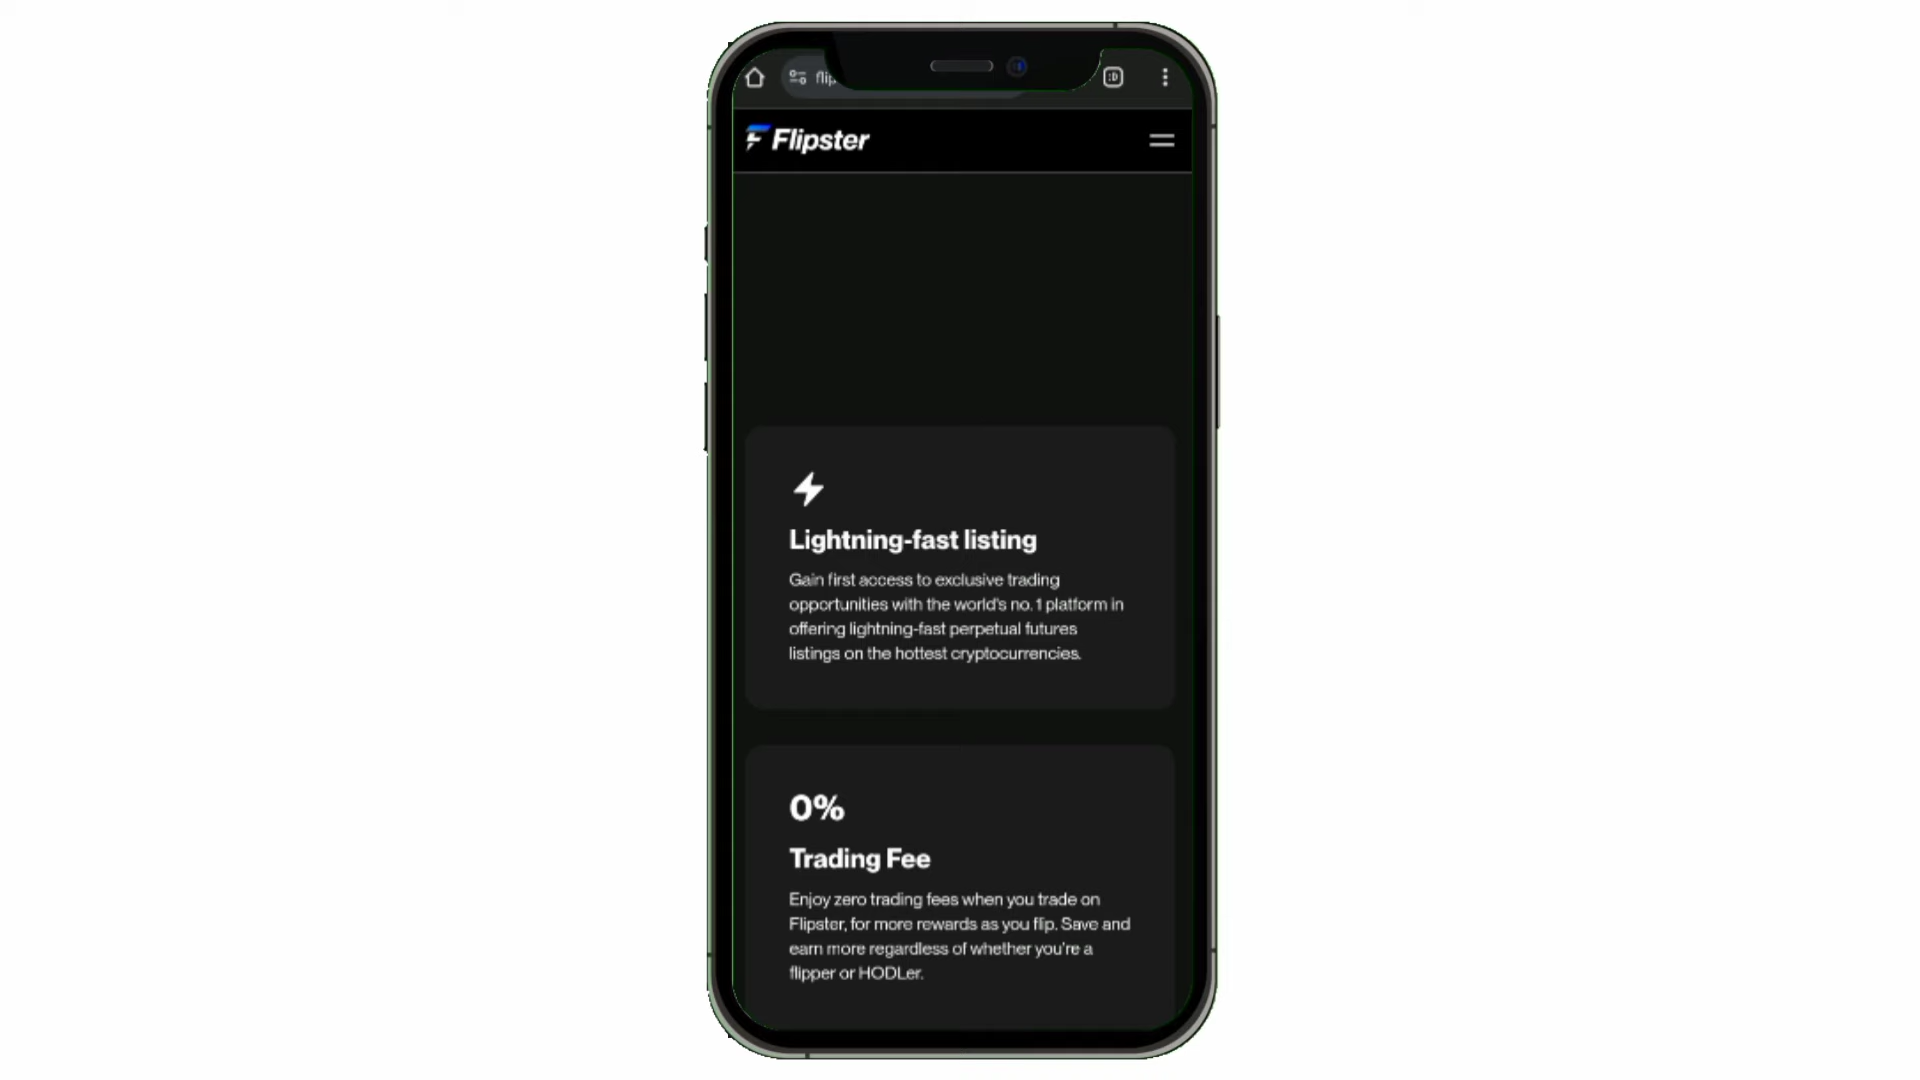 flip
Flipster
Lightning-fast listing
Gain first access to exclusive trading
opportunities with the world's no. 1 platform in
offering lightning-fast perpetual futures
listings on the hottest cryptocurrencies.
0%
Trading Fee
Enjoy zero trading fees when you trade on
Flipster, for more rewards as you flip. Save and
earn more regardless of whether you're a
flipper or HODLer.